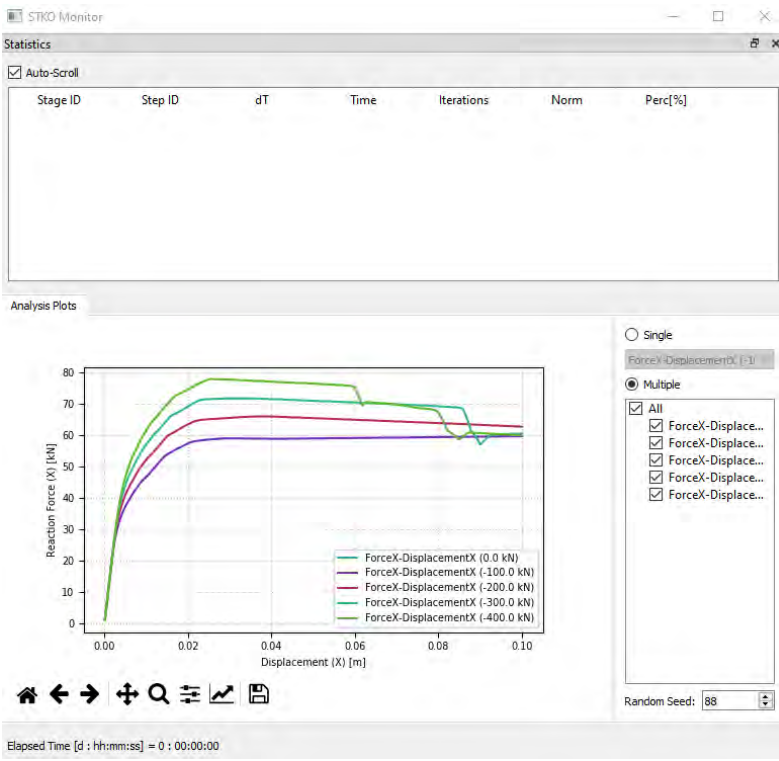 STKO Monitor
Statistics
Auto-Scroll
Stage ID Step ID dT Time Iterations Norm Perc[%]
Analysis Plots
Single
ForceX-DisplacementX (-1
Multiple
All
ForceX-Displace...
ForceX-Displace...
ForceX-Displace...
ForceX-Displace...
ForceX-Displace...
Random Seed: 88
Reaction Force (X) [kN]
80
70
60
50
40
30
20
10
0
ForceX-DisplacementX (0.0 kN)
ForceX-DisplacementX (-100.0 kN)
ForceX-DisplacementX (-200.0 kN)
ForceX-DisplacementX (-300.0 kN)
ForceX-DisplacementX (-400.0 kN)
0.00 0.02 0.04 0.06 0.08 0.10
Displacement (X) [m]
Elapsed Time [d : hh:mm:ss] = 0 : 00:00:00